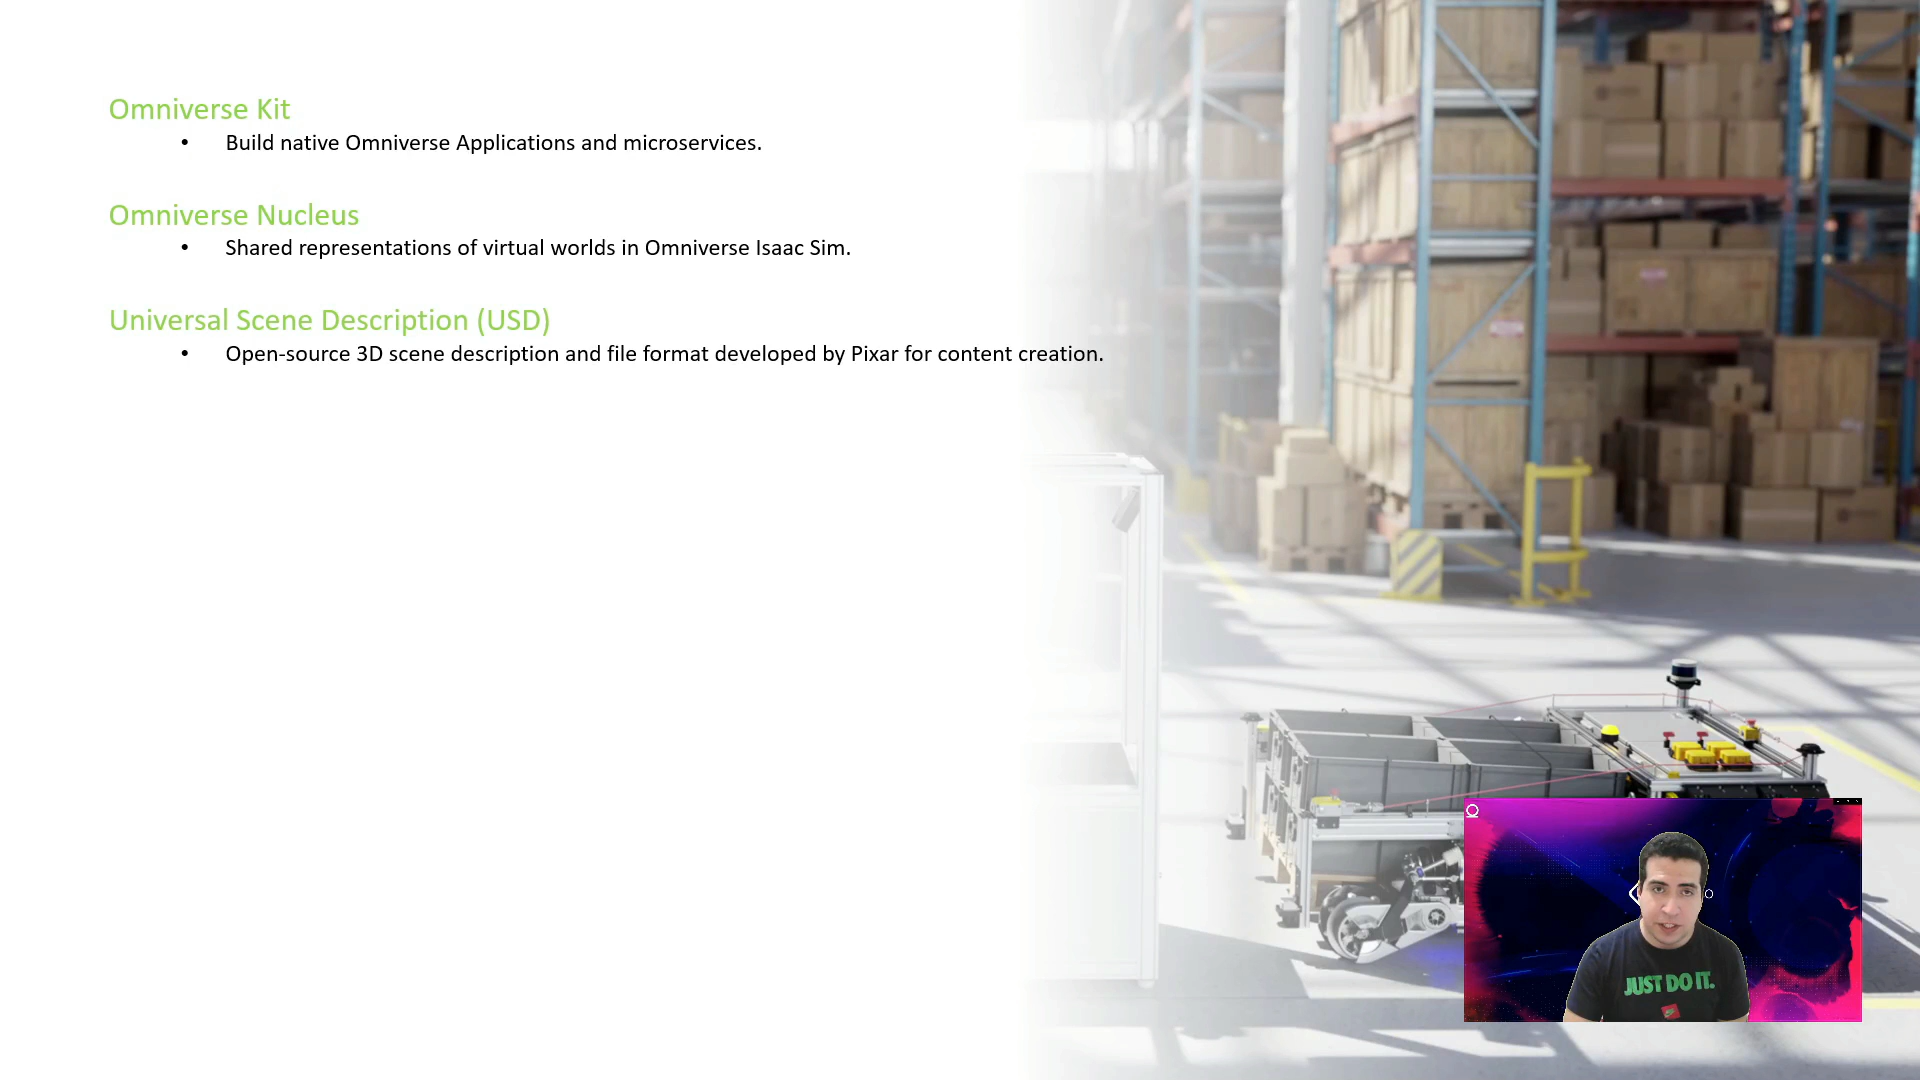 Omniverse Kit
• Build native Omniverse Applications and microservices.
Omniverse Nucleus
• Shared representations of virtual worlds in Omniverse Isaac Sim.
Universal Scene Description (USD)
• Open-source 3D scene description and file format developed by Pixar for content creation.
JUST DO IT.